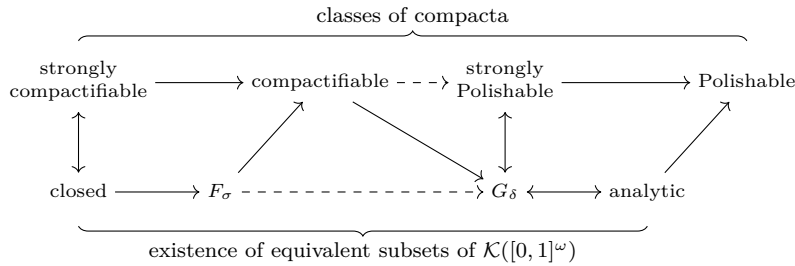 classes of compacta
strongly
compactifiable
compactifiable
strongly
Polishable
Polishable
closed
F_σ
G_δ
analytic
existence of equivalent subsets of 𝒦([0, 1]^ω)